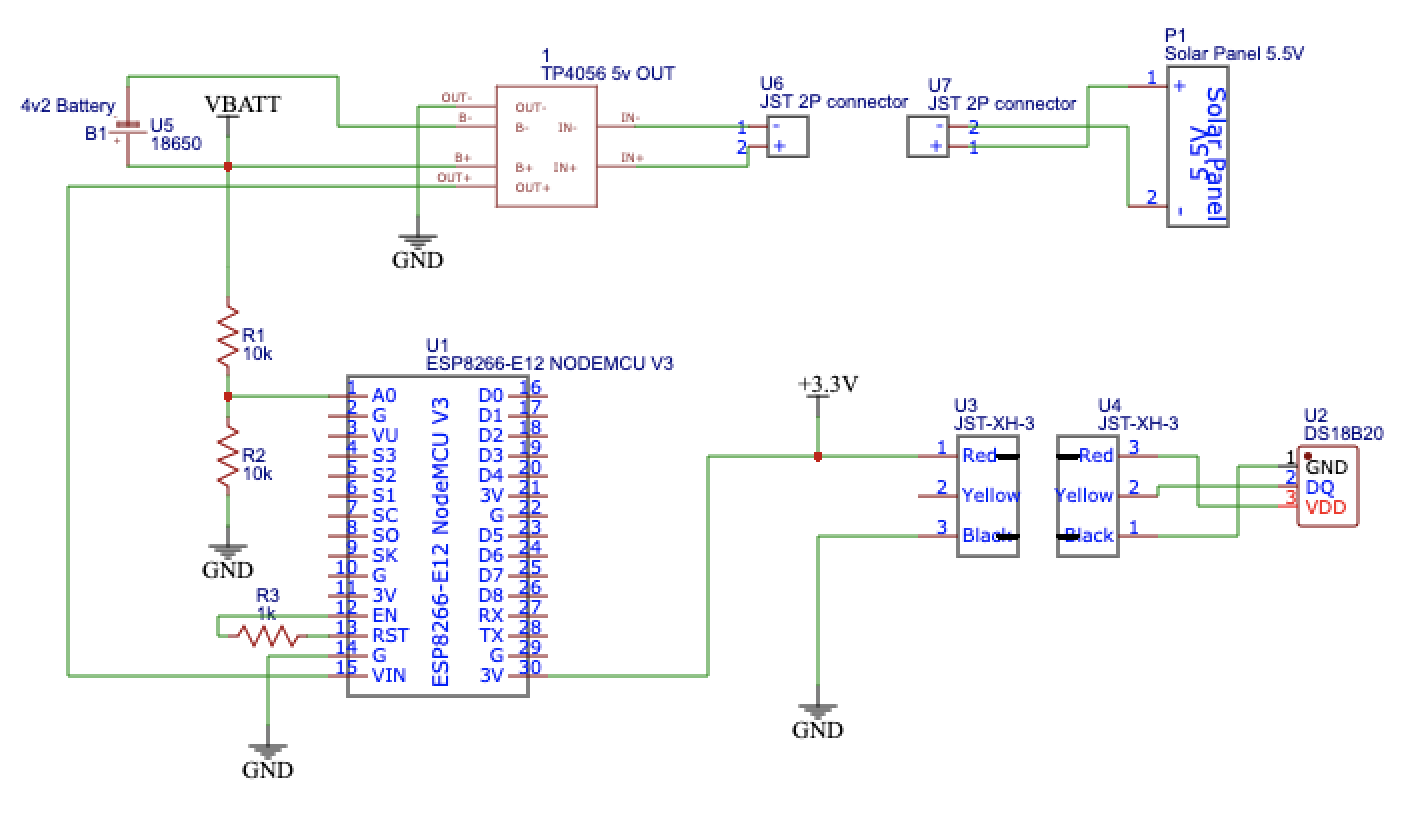 P1
Solar Panel 5.5V
1
+
Solar Panel
5.5V
2
-
1
TP4056 5v OUT
OUT-
B-
B+
OUT+
OUT-
B-
B+
OUT+
IN-
IN+
IN-
IN+
U6
JST 2P connector
1
2
-
+
U7
JST 2P connector
-
+
2
1
4v2 Battery
B1
+
U5
18650
VBATT
GND
R1
10k
R2
10k
GND
R3
1k
GND
U1
ESP8266-E12 NODEMCU V3
ESP8266-E12 NodeMCU V3
1 A0 D0 16
2 G D1 17
3 VU D2 18
4 S3 D3 19
5 S2 D4 20
6 S1 3V 21
7 SC G 22
8 SO D5 23
9 SK D6 24
10 G D7 25
11 3V D8 26
12 EN RX 27
13 RST TX 28
14 G G 29
15 VIN 3V 30
+3.3V
GND
U3
JST-XH-3
1 Red
2 Yellow
3 Black
U4
JST-XH-3
Red 3
Yellow 2
Black 1
U2
DS18B20
1 GND
2 DQ
3 VDD